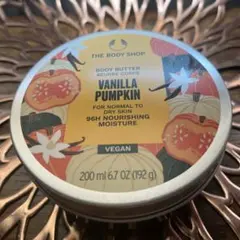 THE BODY SHOP
BODY BUTTER
BEURRE CORPS
VANILLA
PUMPKIN
FOR NORMAL TO
DRY SKIN
96H NOURISHING
MOISTURE
VEGAN
200 ml 6.7 OZ (192 g)